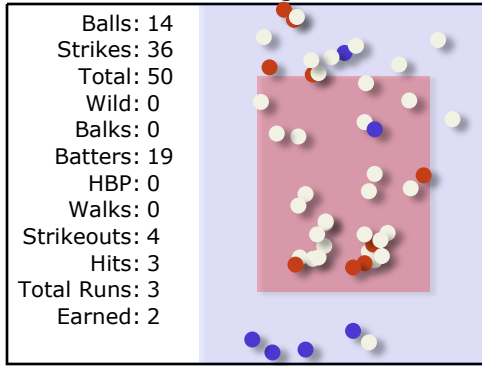 Balls: 14
Strikes: 36
Total: 50
Wild: 0
Balks: 0
Batters: 19
HBP: 0
Walks: 0
Strikeouts: 4
Hits: 3
Total Runs: 3
Earned: 2